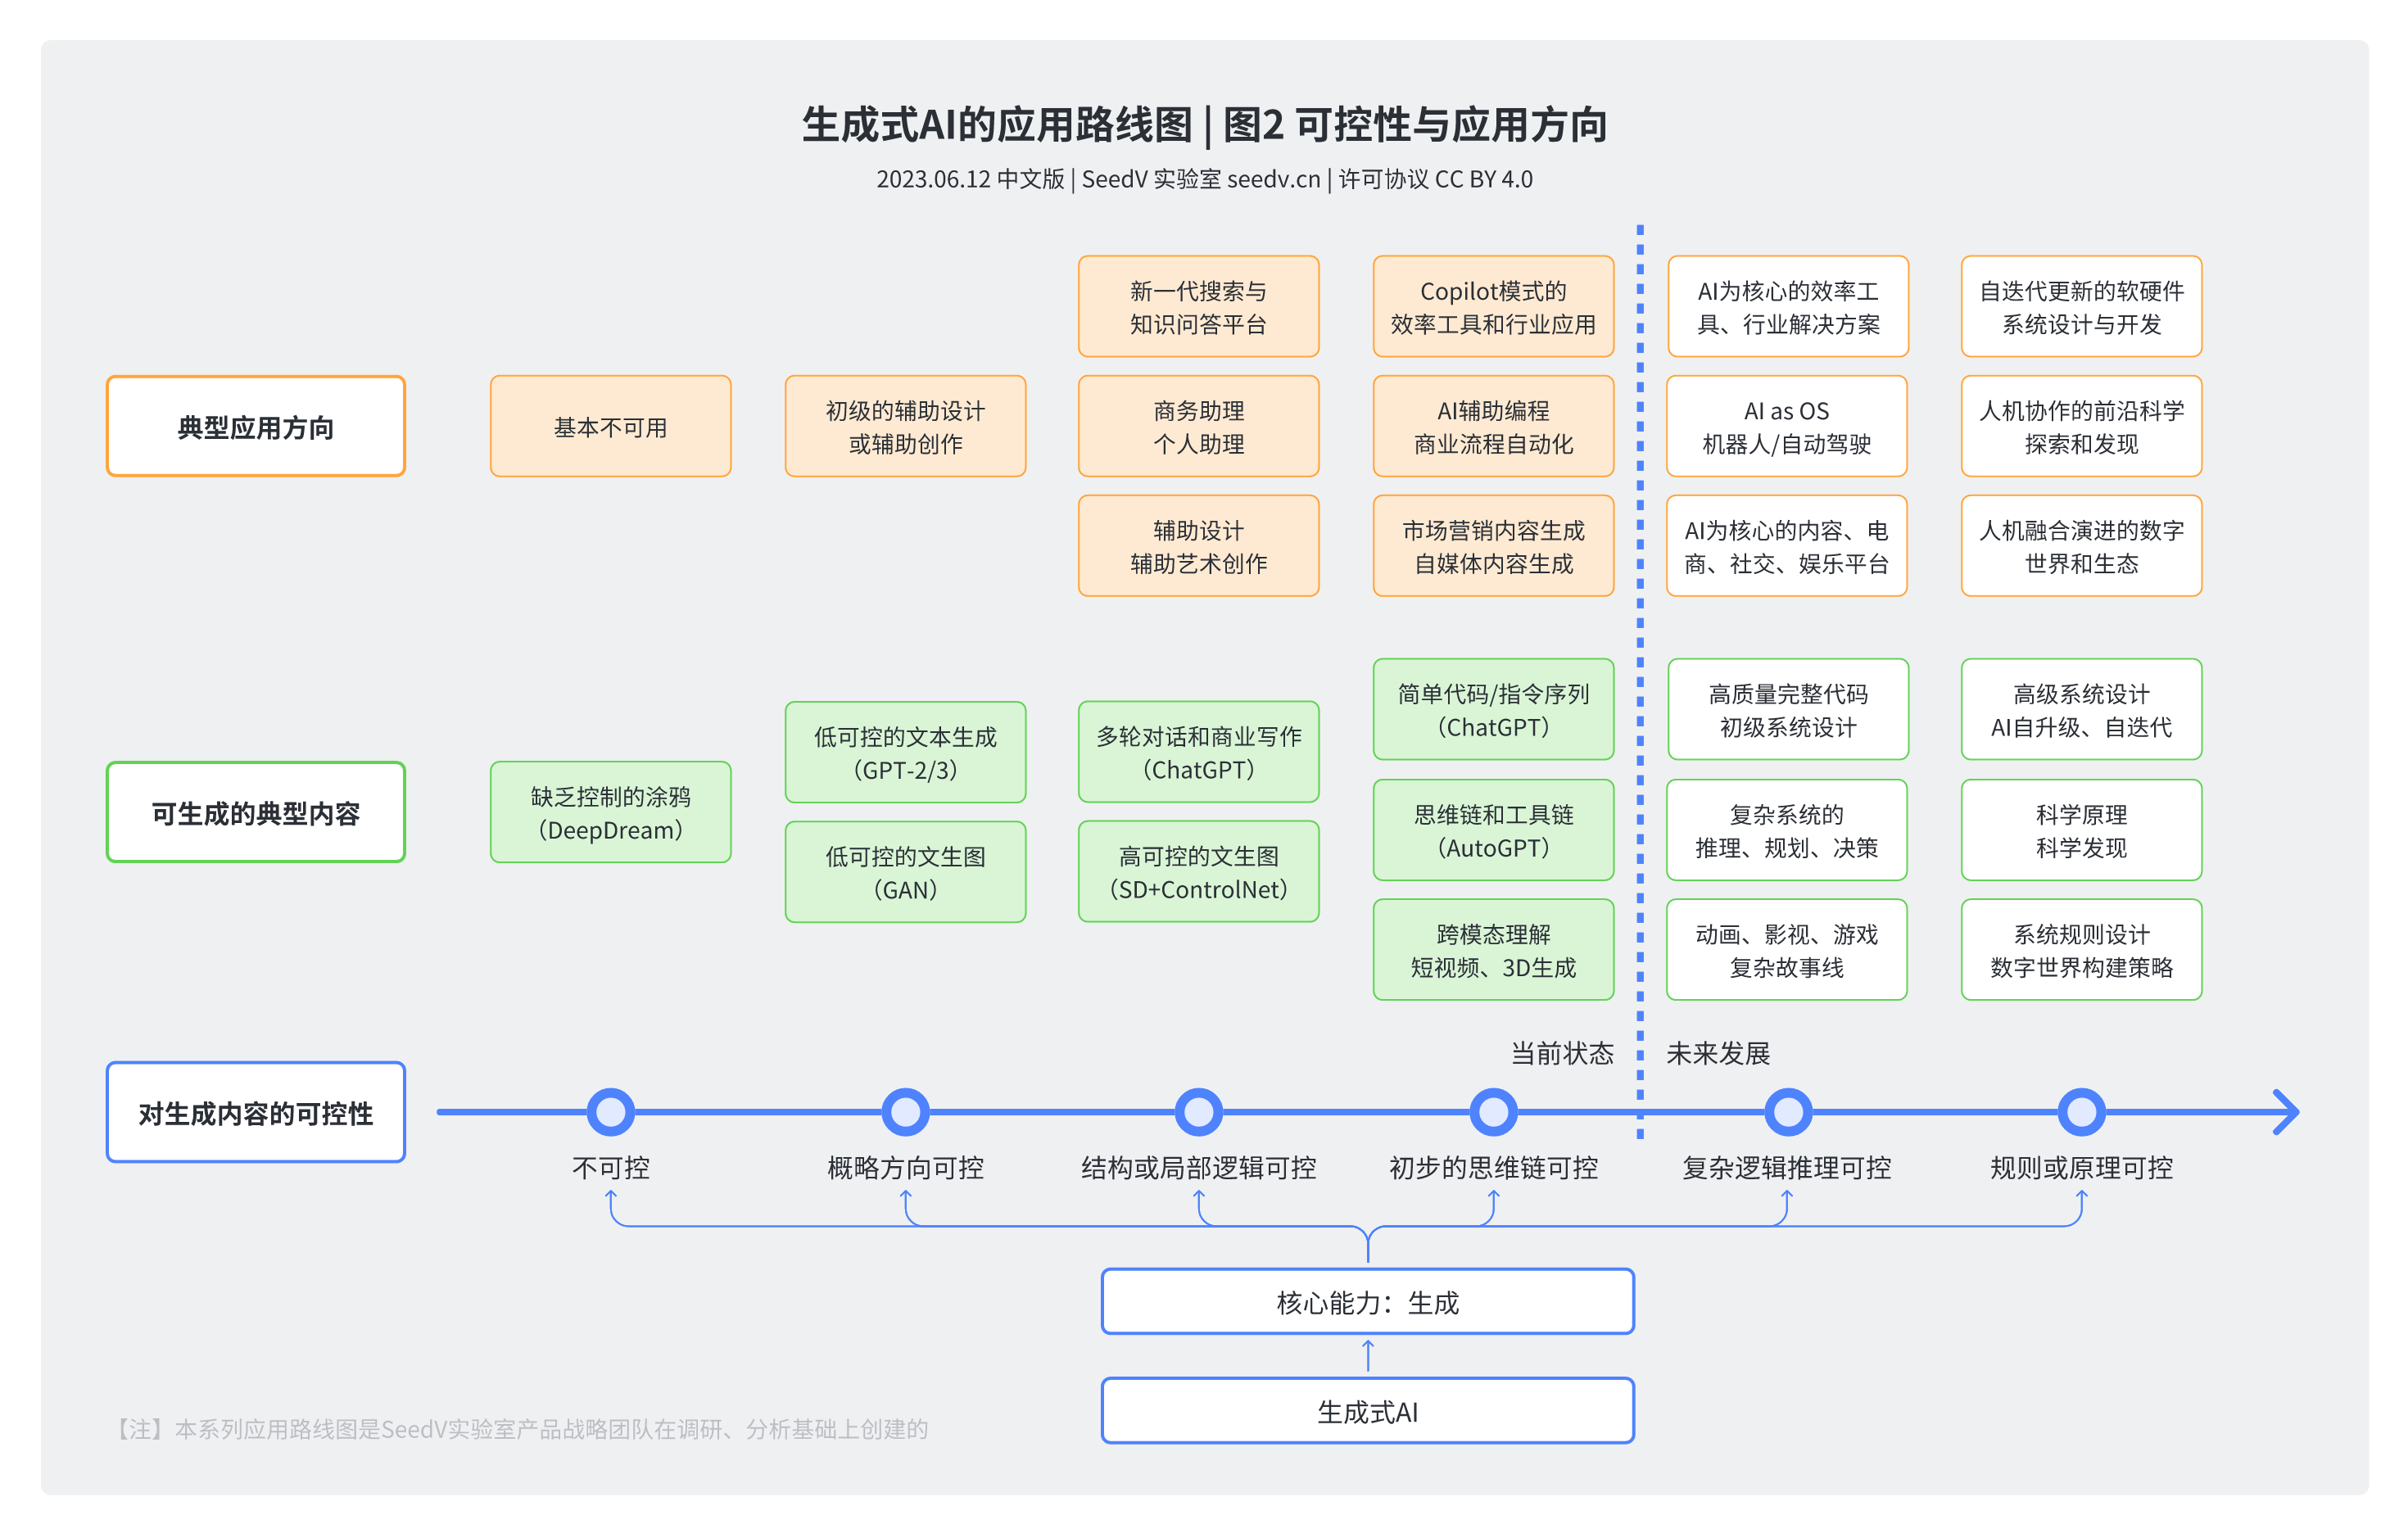 生成式AI的应用路线图 | 图2 可控性与应用方向
2023.06.12 中文版 | SeedV 实验室 seedv.cn | 许可协议 CC BY 4.0
典型应用方向
基本不可用
初级的辅助设计
或辅助创作
新一代搜索与
知识问答平台
商务助理
个人助理
辅助设计
辅助艺术创作
Copilot模式的
效率工具和行业应用
AI辅助编程
商业流程自动化
市场营销内容生成
自媒体内容生成
AI为核心的效率工
具、行业解决方案
AI as OS
机器人/自动驾驶
AI为核心的内容、电
商、社交、娱乐平台
自迭代更新的软硬件
系统设计与开发
人机协作的前沿科学
探索和发现
人机融合演进的数字
世界和生态
可生成的典型内容
缺乏控制的涂鸦
（DeepDream）
低可控的文本生成
（GPT-2/3）
低可控的文生图
（GAN）
多轮对话和商业写作
（ChatGPT）
高可控的文生图
（SD+ControlNet）
简单代码/指令序列
（ChatGPT）
思维链和工具链
（AutoGPT）
跨模态理解
短视频、3D生成
高质量完整代码
初级系统设计
复杂系统的
推理、规划、决策
动画、影视、游戏
复杂故事线
高级系统设计
AI自升级、自迭代
科学原理
科学发现
系统规则设计
数字世界构建策略
当前状态
未来发展
对生成内容的可控性
不可控
概略方向可控
结构或局部逻辑可控
初步的思维链可控
复杂逻辑推理可控
规则或原理可控
核心能力：生成
生成式AI
【注】本系列应用路线图是SeedV实验室产品战略团队在调研、分析基础上创建的